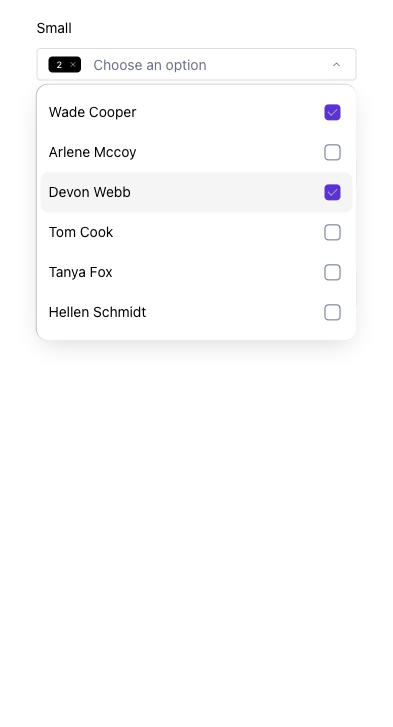 Small
2 Choose an option
Wade Cooper
Arlene Mccoy
Devon Webb
Tom Cook
Tanya Fox
Hellen Schmidt